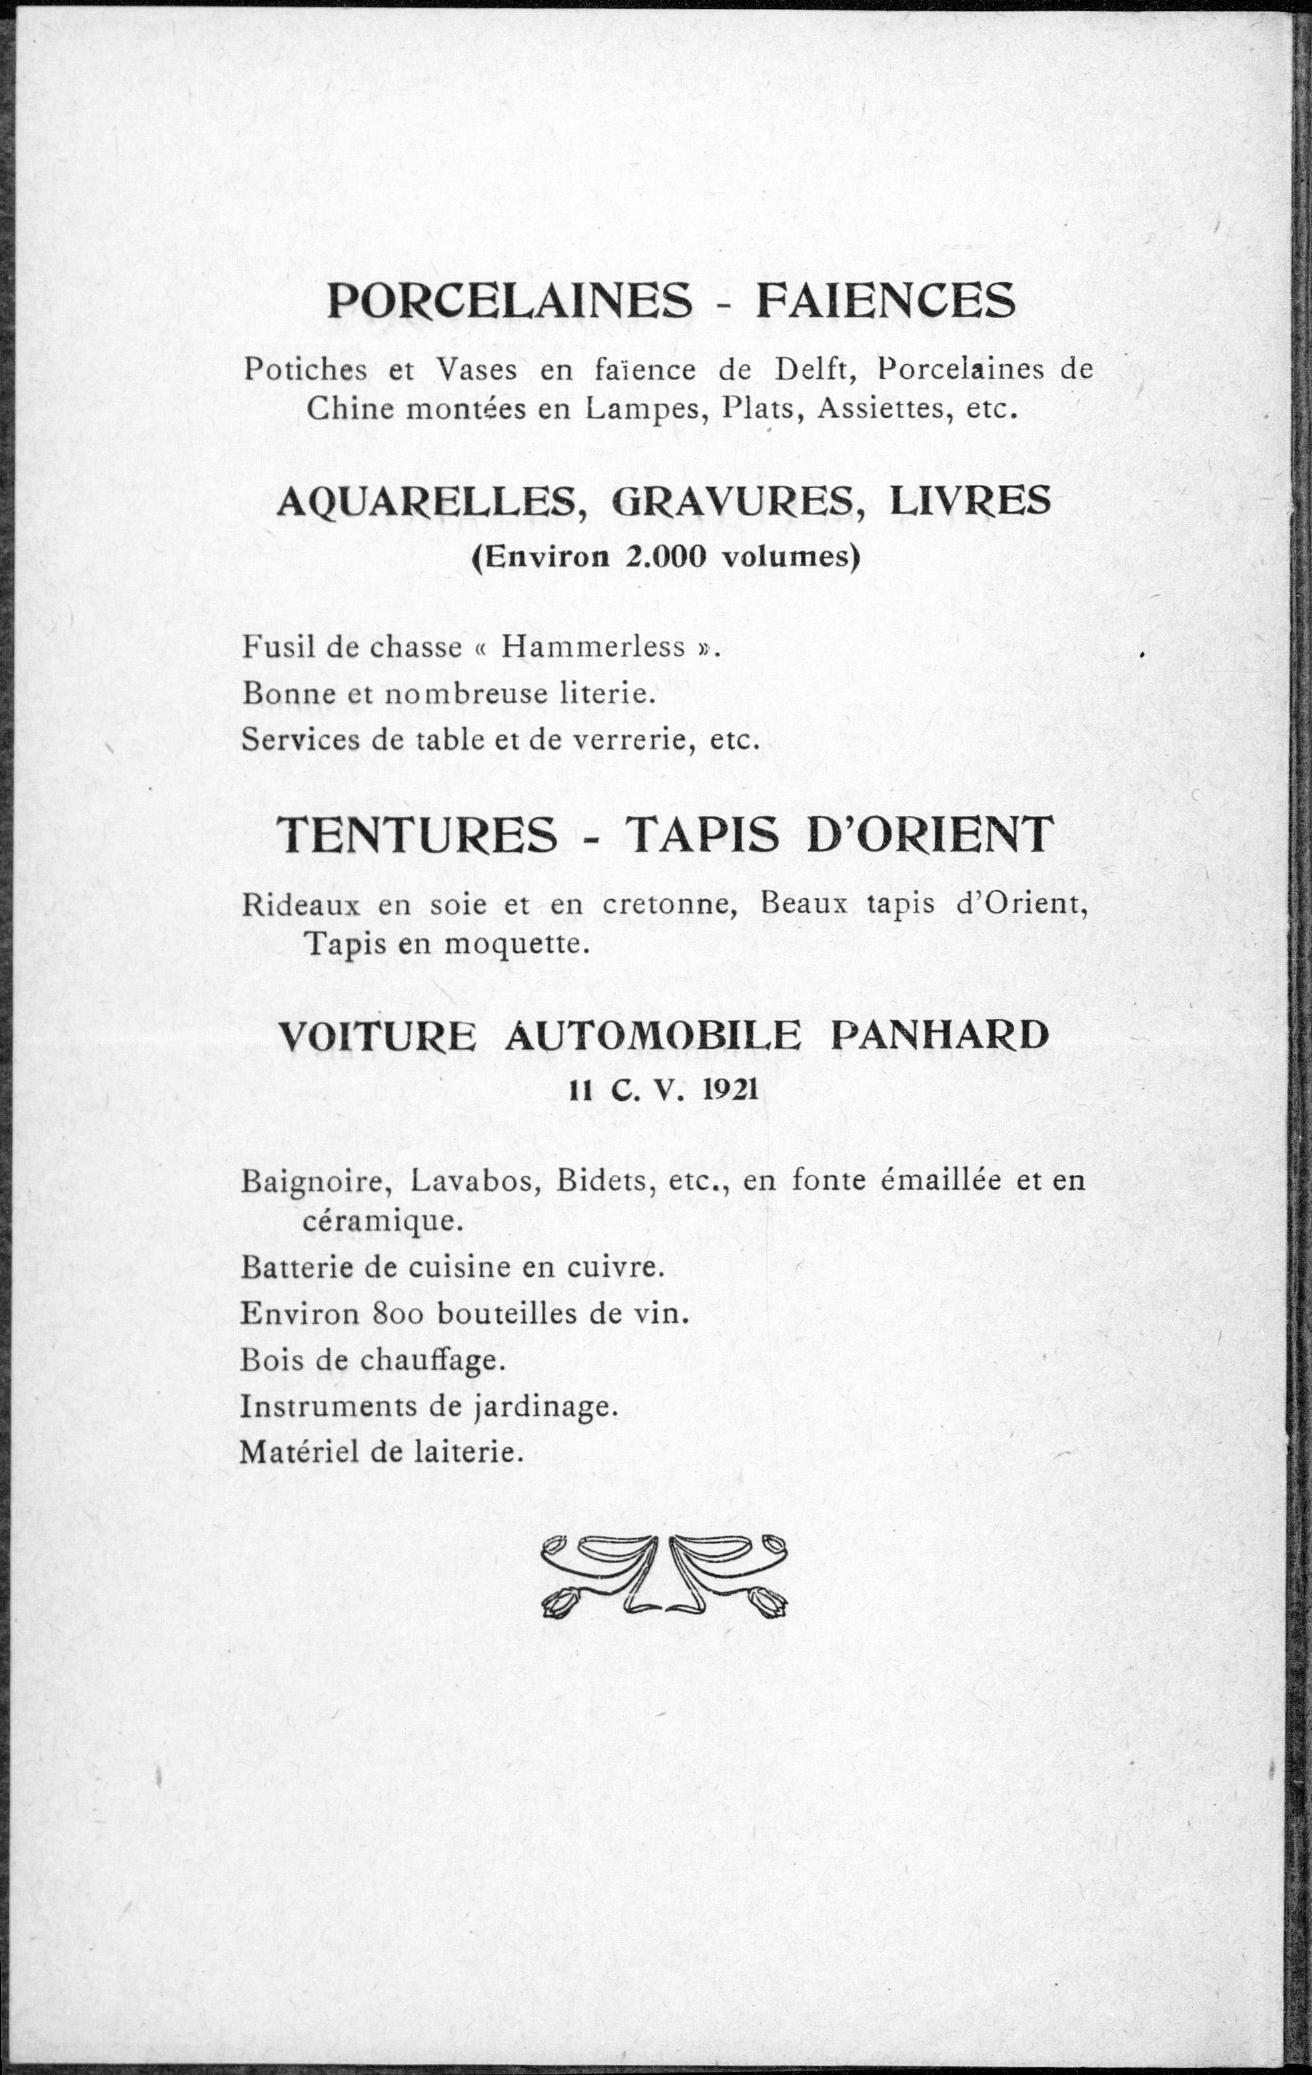 PORCELAINES - FAIENCES
Potiches et Vases en faïence de Delft, Porcelaines de
Chine montées en Lampes, Plats, Assiettes, etc.
AQUARELLES, GRAVURES, LIVRES
(Environ 2.000 volumes)
Fusil de chasse « Hammerless ».
Bonne et nombreuse literie.
Services de table et de verrerie, etc.
TENTURES - TAPIS D'ORIENT
Rideaux en soie et en cretonne, Beaux tapis d'Orient,
Tapis en moquette.
VOITURE AUTOMOBILE PANHARD
11 C. V. 1921
Baignoire, Lavabos, Bidets, etc., en fonte émaillée et en
céramique.
Batterie de cuisine en cuivre.
Environ 800 bouteilles de vin.
Bois de chauffage.
Instruments de jardinage.
Matériel de laiterie.